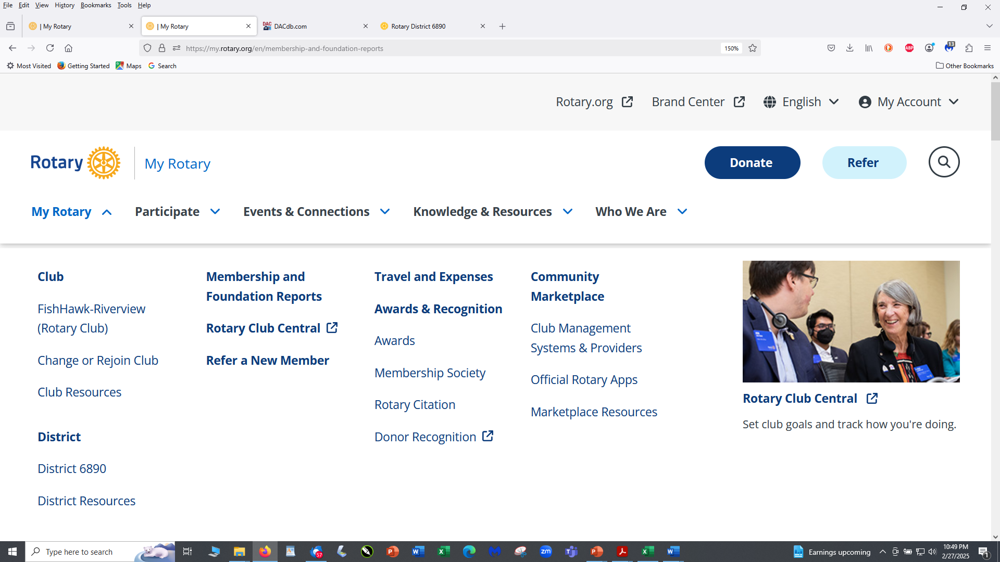 File Edit View History Bookmarks Tools Help
| My Rotary
| My Rotary
DAC
DACdb.com
Rotary District 6890
https://my.rotary.org/en/membership-and-foundation-reports
150%
ABP
13
Most Visited
Getting Started
Maps
Search
Other Bookmarks
Rotary.org
Brand Center
English
My Account
Rotary
My Rotary
Donate
Refer
My Rotary
Participate
Events & Connections
Knowledge & Resources
Who We Are
Club
FishHawk-Riverview
(Rotary Club)
Change or Rejoin Club
Club Resources
District
District 6890
District Resources
Membership and
Foundation Reports
Rotary Club Central
Refer a New Member
Travel and Expenses
Awards & Recognition
Awards
Membership Society
Rotary Citation
Donor Recognition
Community
Marketplace
Club Management
Systems & Providers
Official Rotary Apps
Marketplace Resources
Rotary Club Central
Set club goals and track how you're doing.
Type here to search
57
zm
Earnings upcoming
10:49 PM
2/27/2025
1